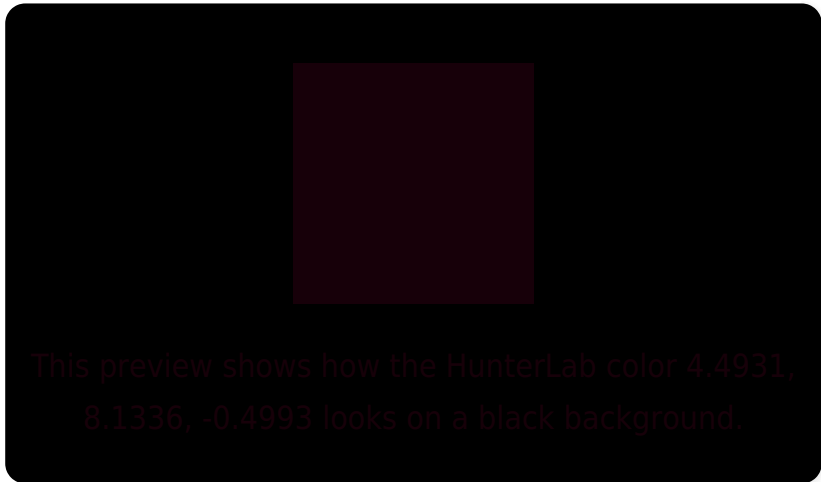 This preview shows how the HunterLab color 4.4931,
8.1336, -0.4993 looks on a black background.